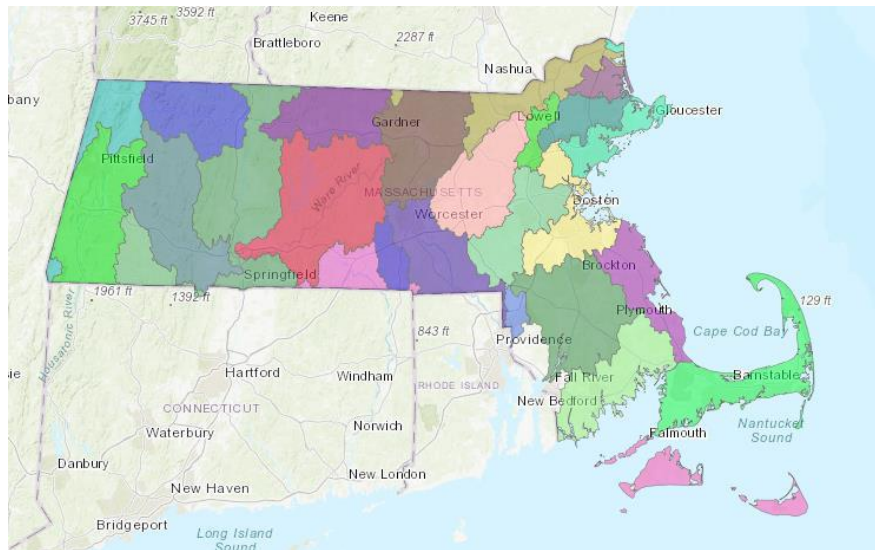 3745 ft
3592 ft
Keene
Brattleboro
2287 ft
Nashua
bany
Gardner
Lowell
Gloucester
Pittsfield
Ware River
MASSACHUSETTS
Worcester
Boston
Springfield
Brockton
1961 ft
1392 ft
129 ft
Plymouth
Housatonic River
843 ft
Cape Cod Bay
Providence
sie
Hartford
Windham
RHODE ISLAND
Fall River
Barnstable
New Bedford
CONNECTICUT
Nantucket
Sound
Waterbury
Norwich
Falmouth
Danbury
New London
New Haven
Bridgeport
Long Island
Sound